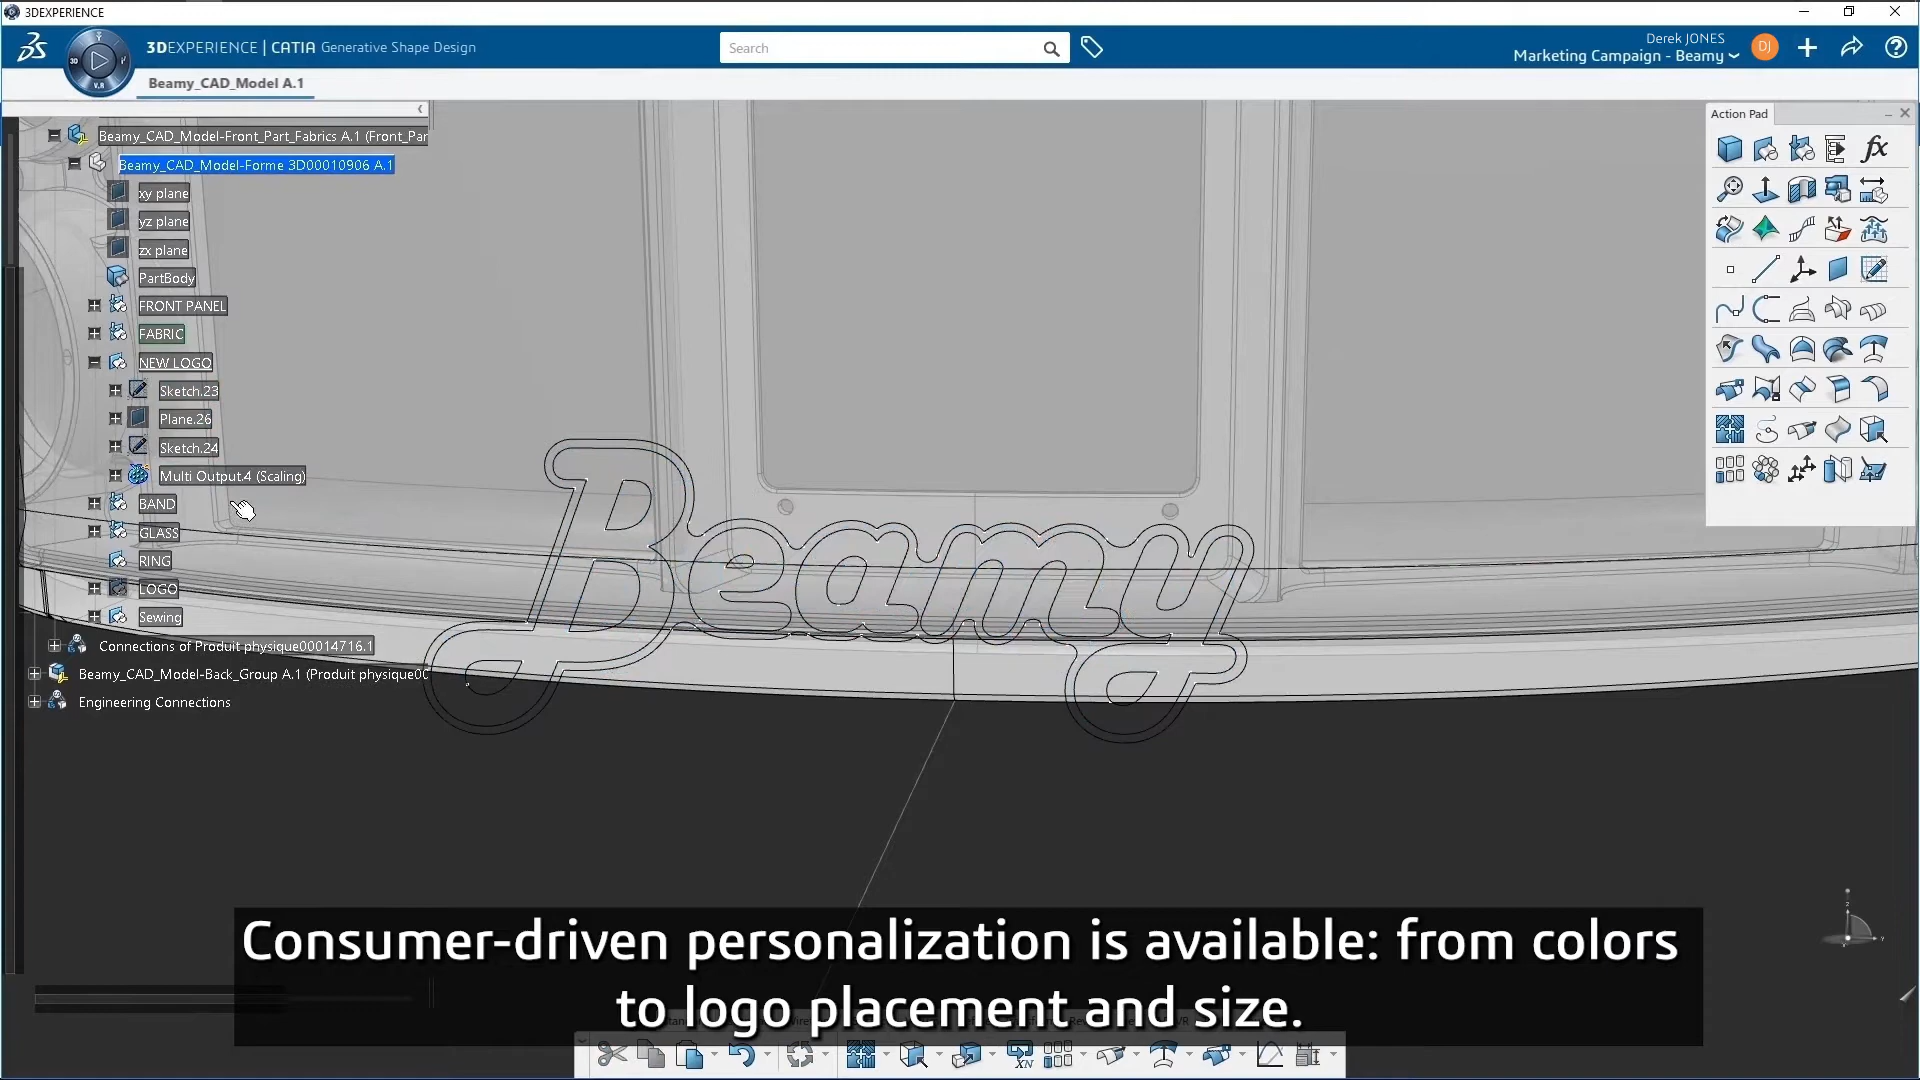 3DEXPERIENCE
3DEXPERIENCE | CATIA Generative Shape Design
Search
Derek JONES
Marketing Campaign - Beamy
DJ
3D
V.R
Beamy_CAD_Model A.1
Action Pad
Beamy_CAD_Model-Front_Part_Fabrics A.1 (Front_Par
Beamy_CAD_Model-Forme 3D00010906 A.1
xy plane
yz plane
zx plane
PartBody
FRONT PANEL
FABRIC
NEW LOGO
Sketch.23
Plane.26
Sketch.24
Multi Output.4 (Scaling)
BAND
GLASS
RING
LOGO
Sewing
Connections of Produit physique00014716.1
Beamy_CAD_Model-Back_Group A.1 (Produit physique00
Engineering Connections
fx
Beamy
Consumer-driven personalization is available: from colors
to logo placement and size.